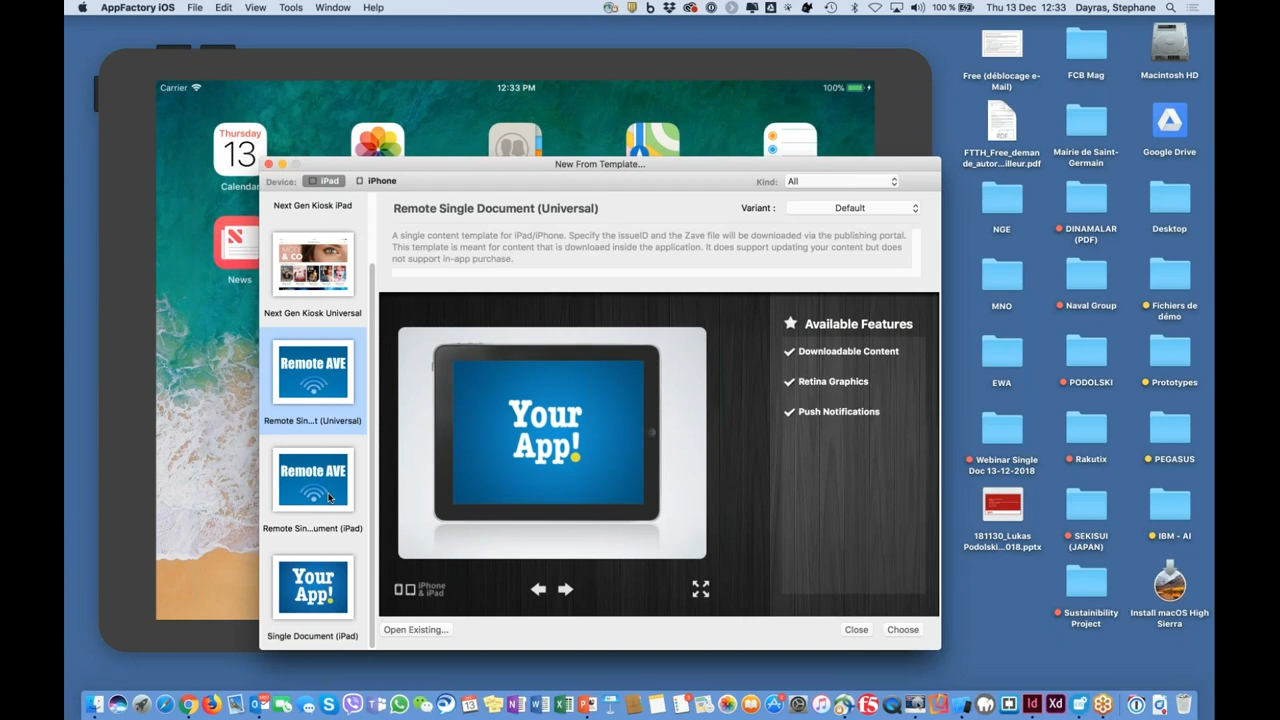 AppFactory iOS File Edit View Tools Window Help
100 % Thu 13 Dec 12:33 Dayras, Stephane
Carrier 12:33 PM 100%
Thursday
13
Calendar
News
New From Template...
Device: iPad iPhone
Kind: All
Next Gen Kiosk iPad
Next Gen Kiosk Universal
Remote AVE
Remote Sin...t (Universal)
Remote AVE
Remote Sin...ument (iPad)
Your
App!
Single Document (iPad)
Remote Single Document (Universal)
Variant : Default
A single content template for iPad/iPhone. Specify the issueID and the Zave file will be downloaded via the publishing portal.
This template is meant for content that is downloaded inside the application. It does support updating your content but does
not support in-app purchase.
Your
App!
Available Features
Downloadable Content
Retina Graphics
Push Notifications
iPhone
& iPad
Open Existing... Close Choose
Free (déblocage e-
Mail)
FCB Mag
Macintosh HD
PDF
FTTH_Free_deman
de_autor...illeur.pdf
Mairie de Saint-
Germain
Google Drive
NGE
DINAMALAR
(PDF)
Desktop
MNO
Naval Group
Fichiers de
démo
EWA
PODOLSKI
Prototypes
Webinar Single
Doc 13-12-2018
Rakutix
PEGASUS
181130_Lukas
Podolski...018.pptx
SEKISUI
(JAPAN)
IBM - AI
Sustainability
Project
Install macOS High
Sierra
13
Id
Xd